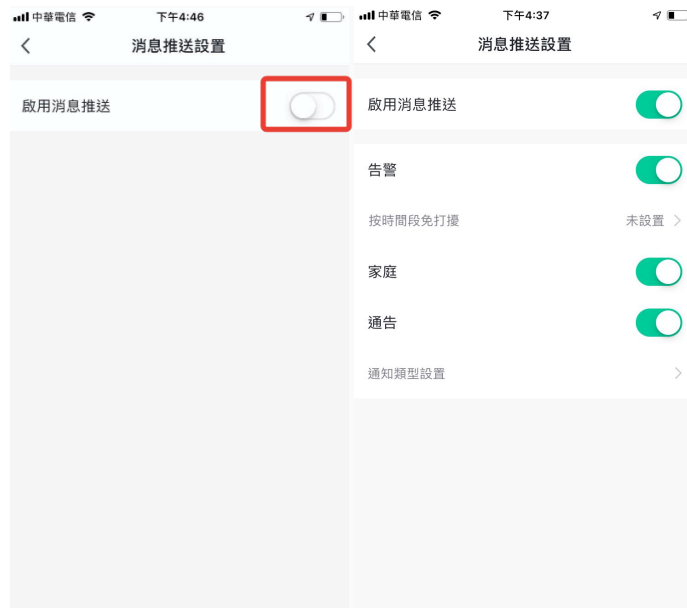 中華電信
下午4:46
消息推送設置
啟用消息推送
中華電信
下午4:37
消息推送設置
啟用消息推送
告警
按時間段免打擾
未設置
家庭
通告
通知類型設置